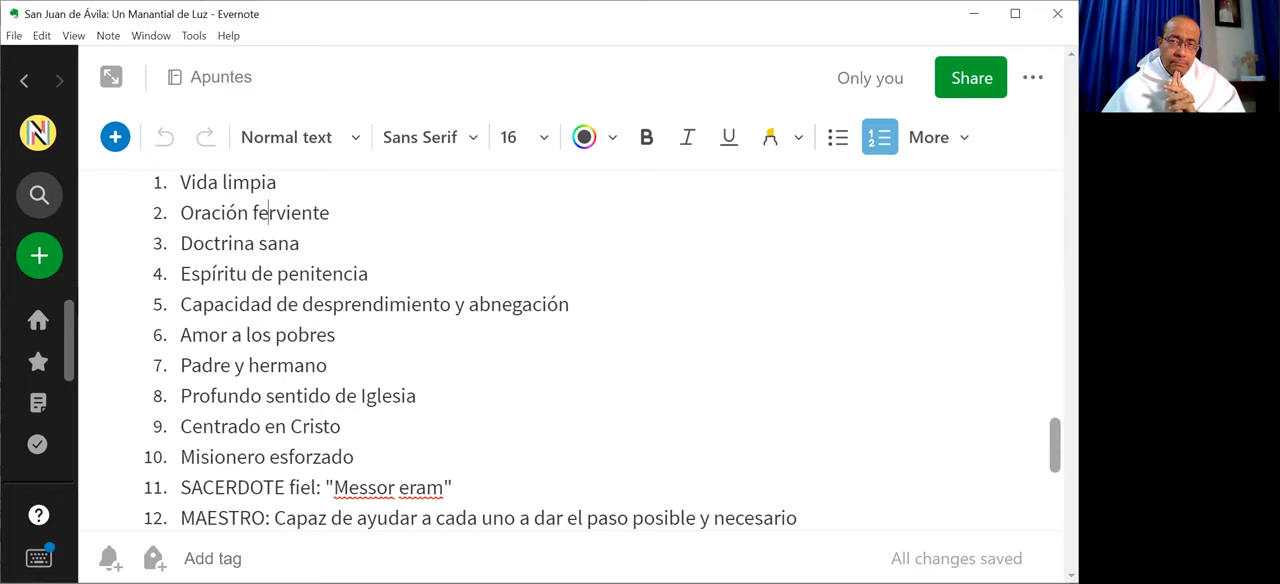 San Juan de Ávila: Un Manantial de Luz - Evernote
File Edit View Note Window Tools Help
Apuntes
Only you
Share
Normal text
Sans Serif
16
B I U
More
1. Vida limpia
2. Oración ferviente
3. Doctrina sana
4. Espíritu de penitencia
5. Capacidad de desprendimiento y abnegación
6. Amor a los pobres
7. Padre y hermano
8. Profundo sentido de Iglesia
9. Centrado en Cristo
10. Misionero esforzado
11. SACERDOTE fiel: "Messor eram"
12. MAESTRO: Capaz de ayudar a cada uno a dar el paso posible y necesario
Add tag
All changes saved